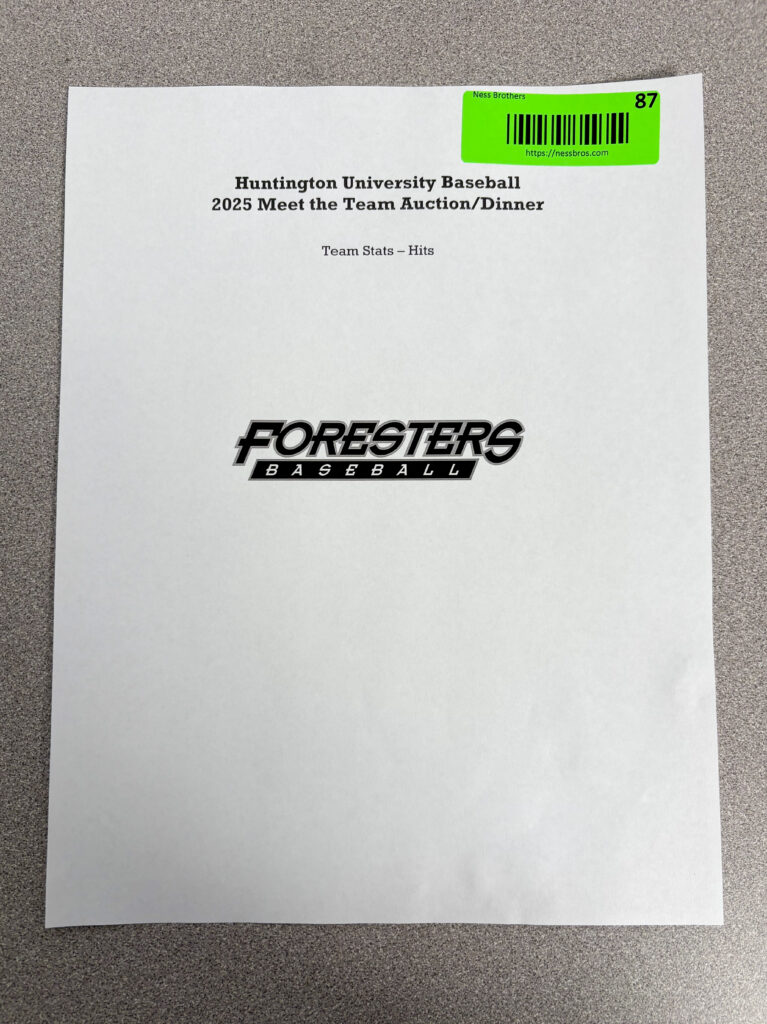 Ness Brothers
87
https://nessbros.com
Huntington University Baseball
2025 Meet the Team Auction/Dinner
Team Stats – Hits
FORESTERS
BASEBALL